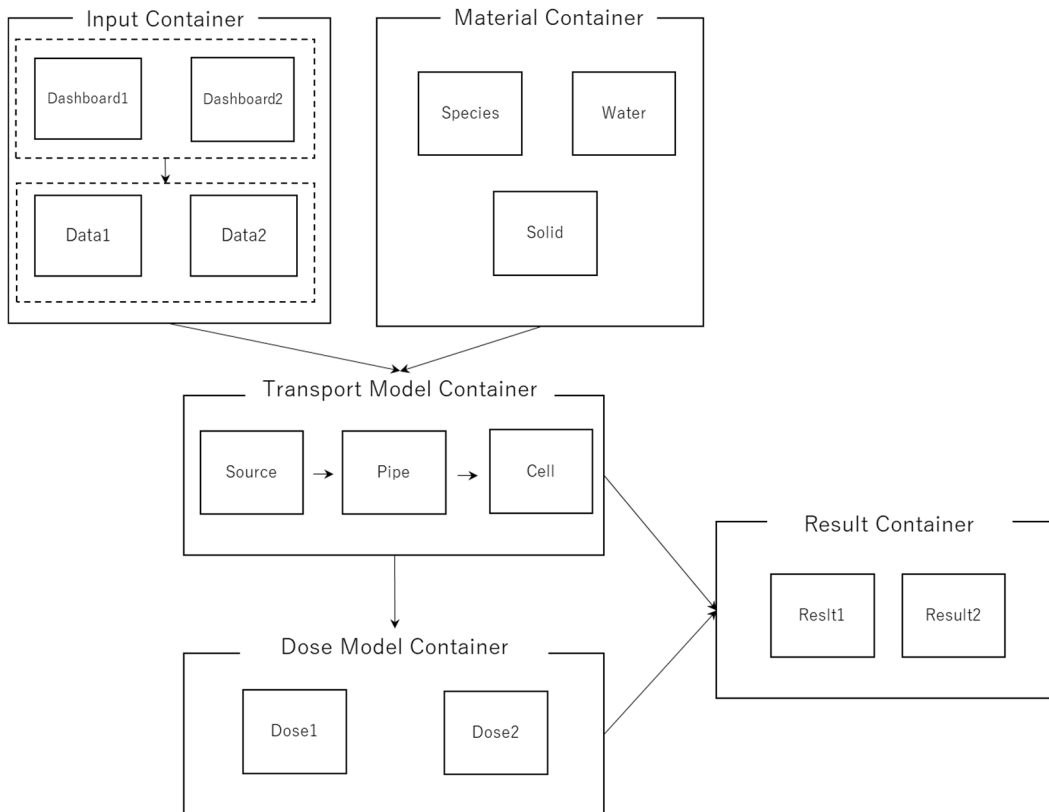 Input Container
Material Container
Dashboard1
Dashboard2
Species
Water
Data1
Data2
Solid
Transport Model Container
Source
Pipe
Cell
Result Container
Reslt1
Result2
Dose Model Container
Dose1
Dose2